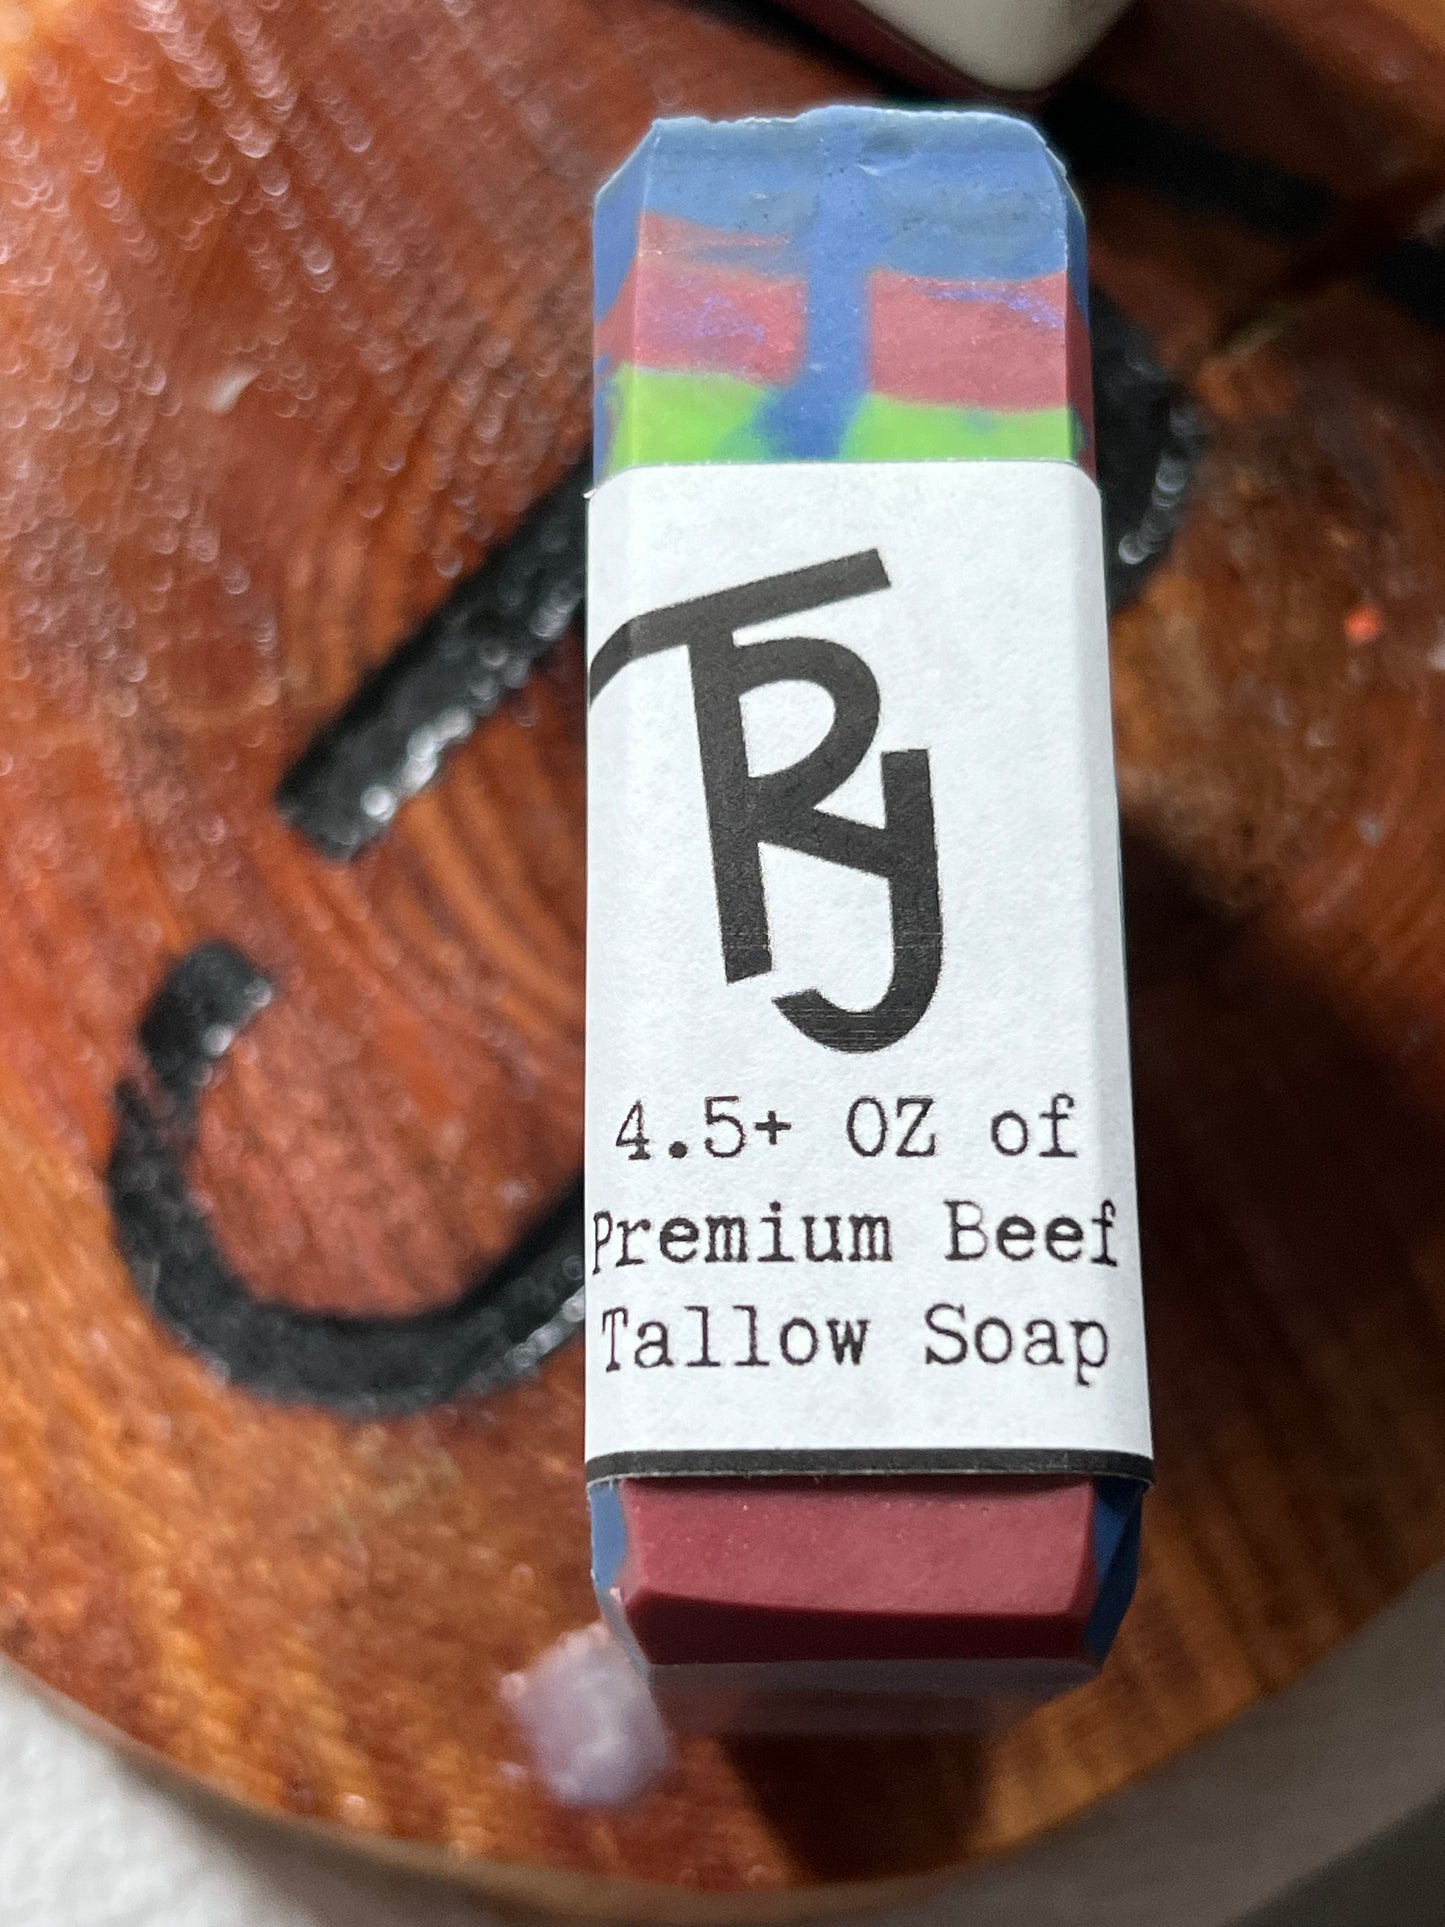 TRJ
4.5+ OZ of
Premium Beef
Tallow Soap